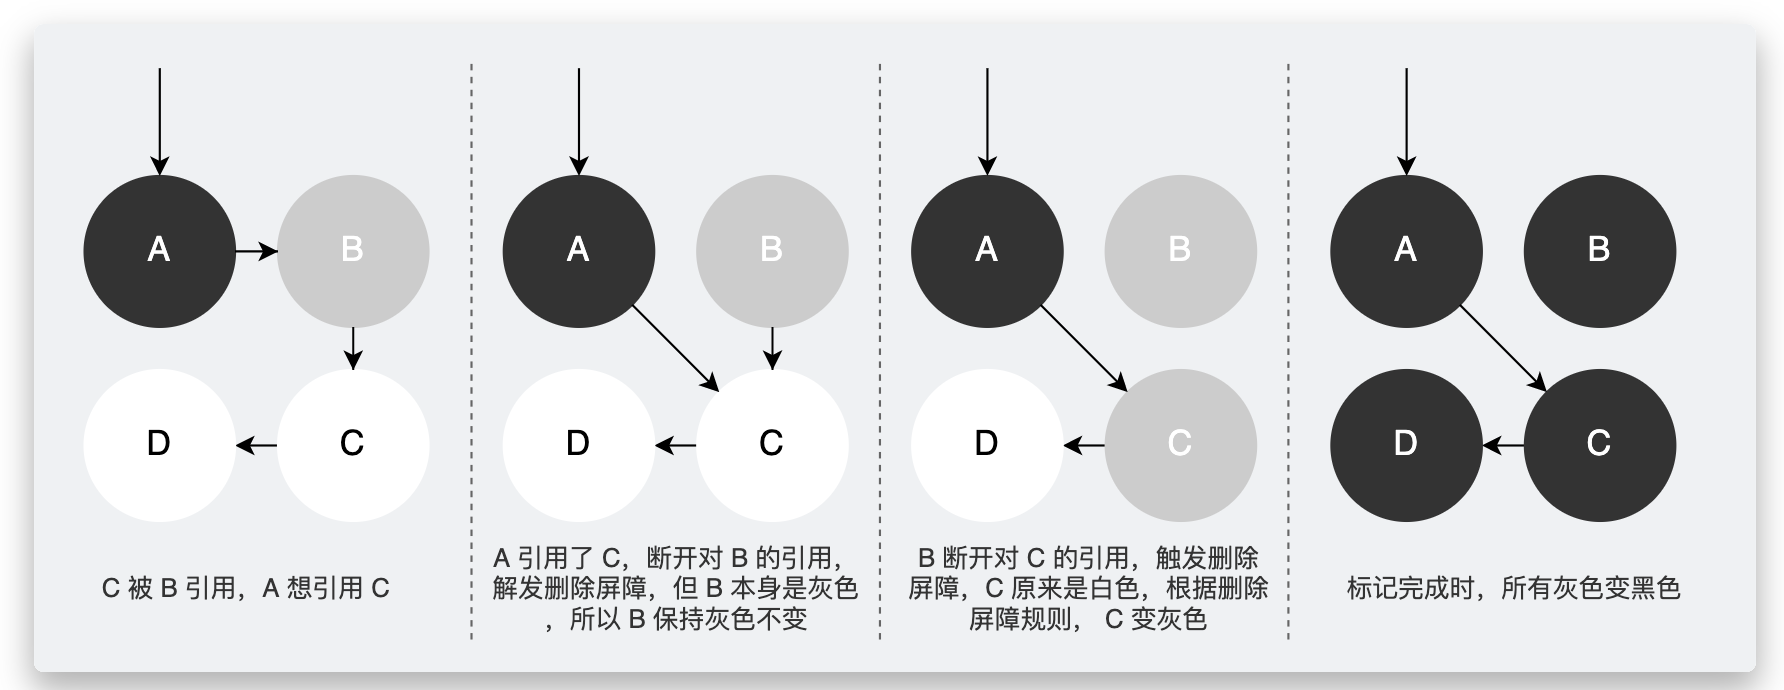 A
B
D
C
C 被 B 引用，A 想引用 C
A
B
D
C
A 引用了 C，断开对 B 的引用，
解发删除屏障，但 B 本身是灰色
，所以 B 保持灰色不变
A
B
D
C
B 断开对 C 的引用，触发删除
屏障，C 原来是白色，根据删除
屏障规则， C 变灰色
A
B
D
C
标记完成时，所有灰色变黑色